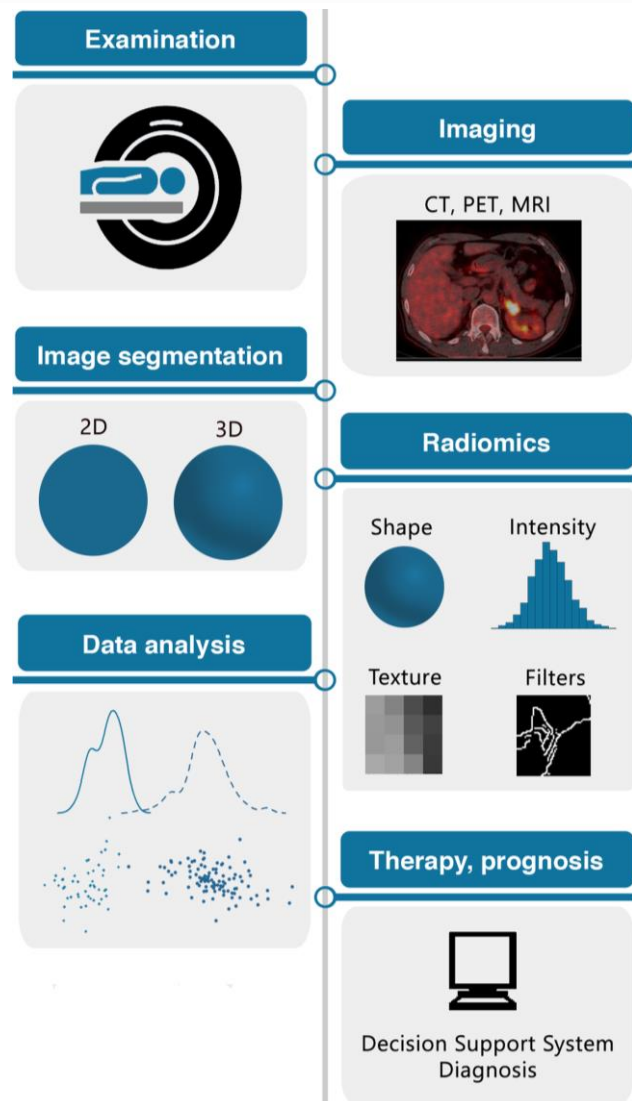 Examination
Imaging
CT, PET, MRI
Image segmentation
2D 3D
Radiomics
Shape Intensity
Texture Filters
Data analysis
Therapy, prognosis
Decision Support System
Diagnosis